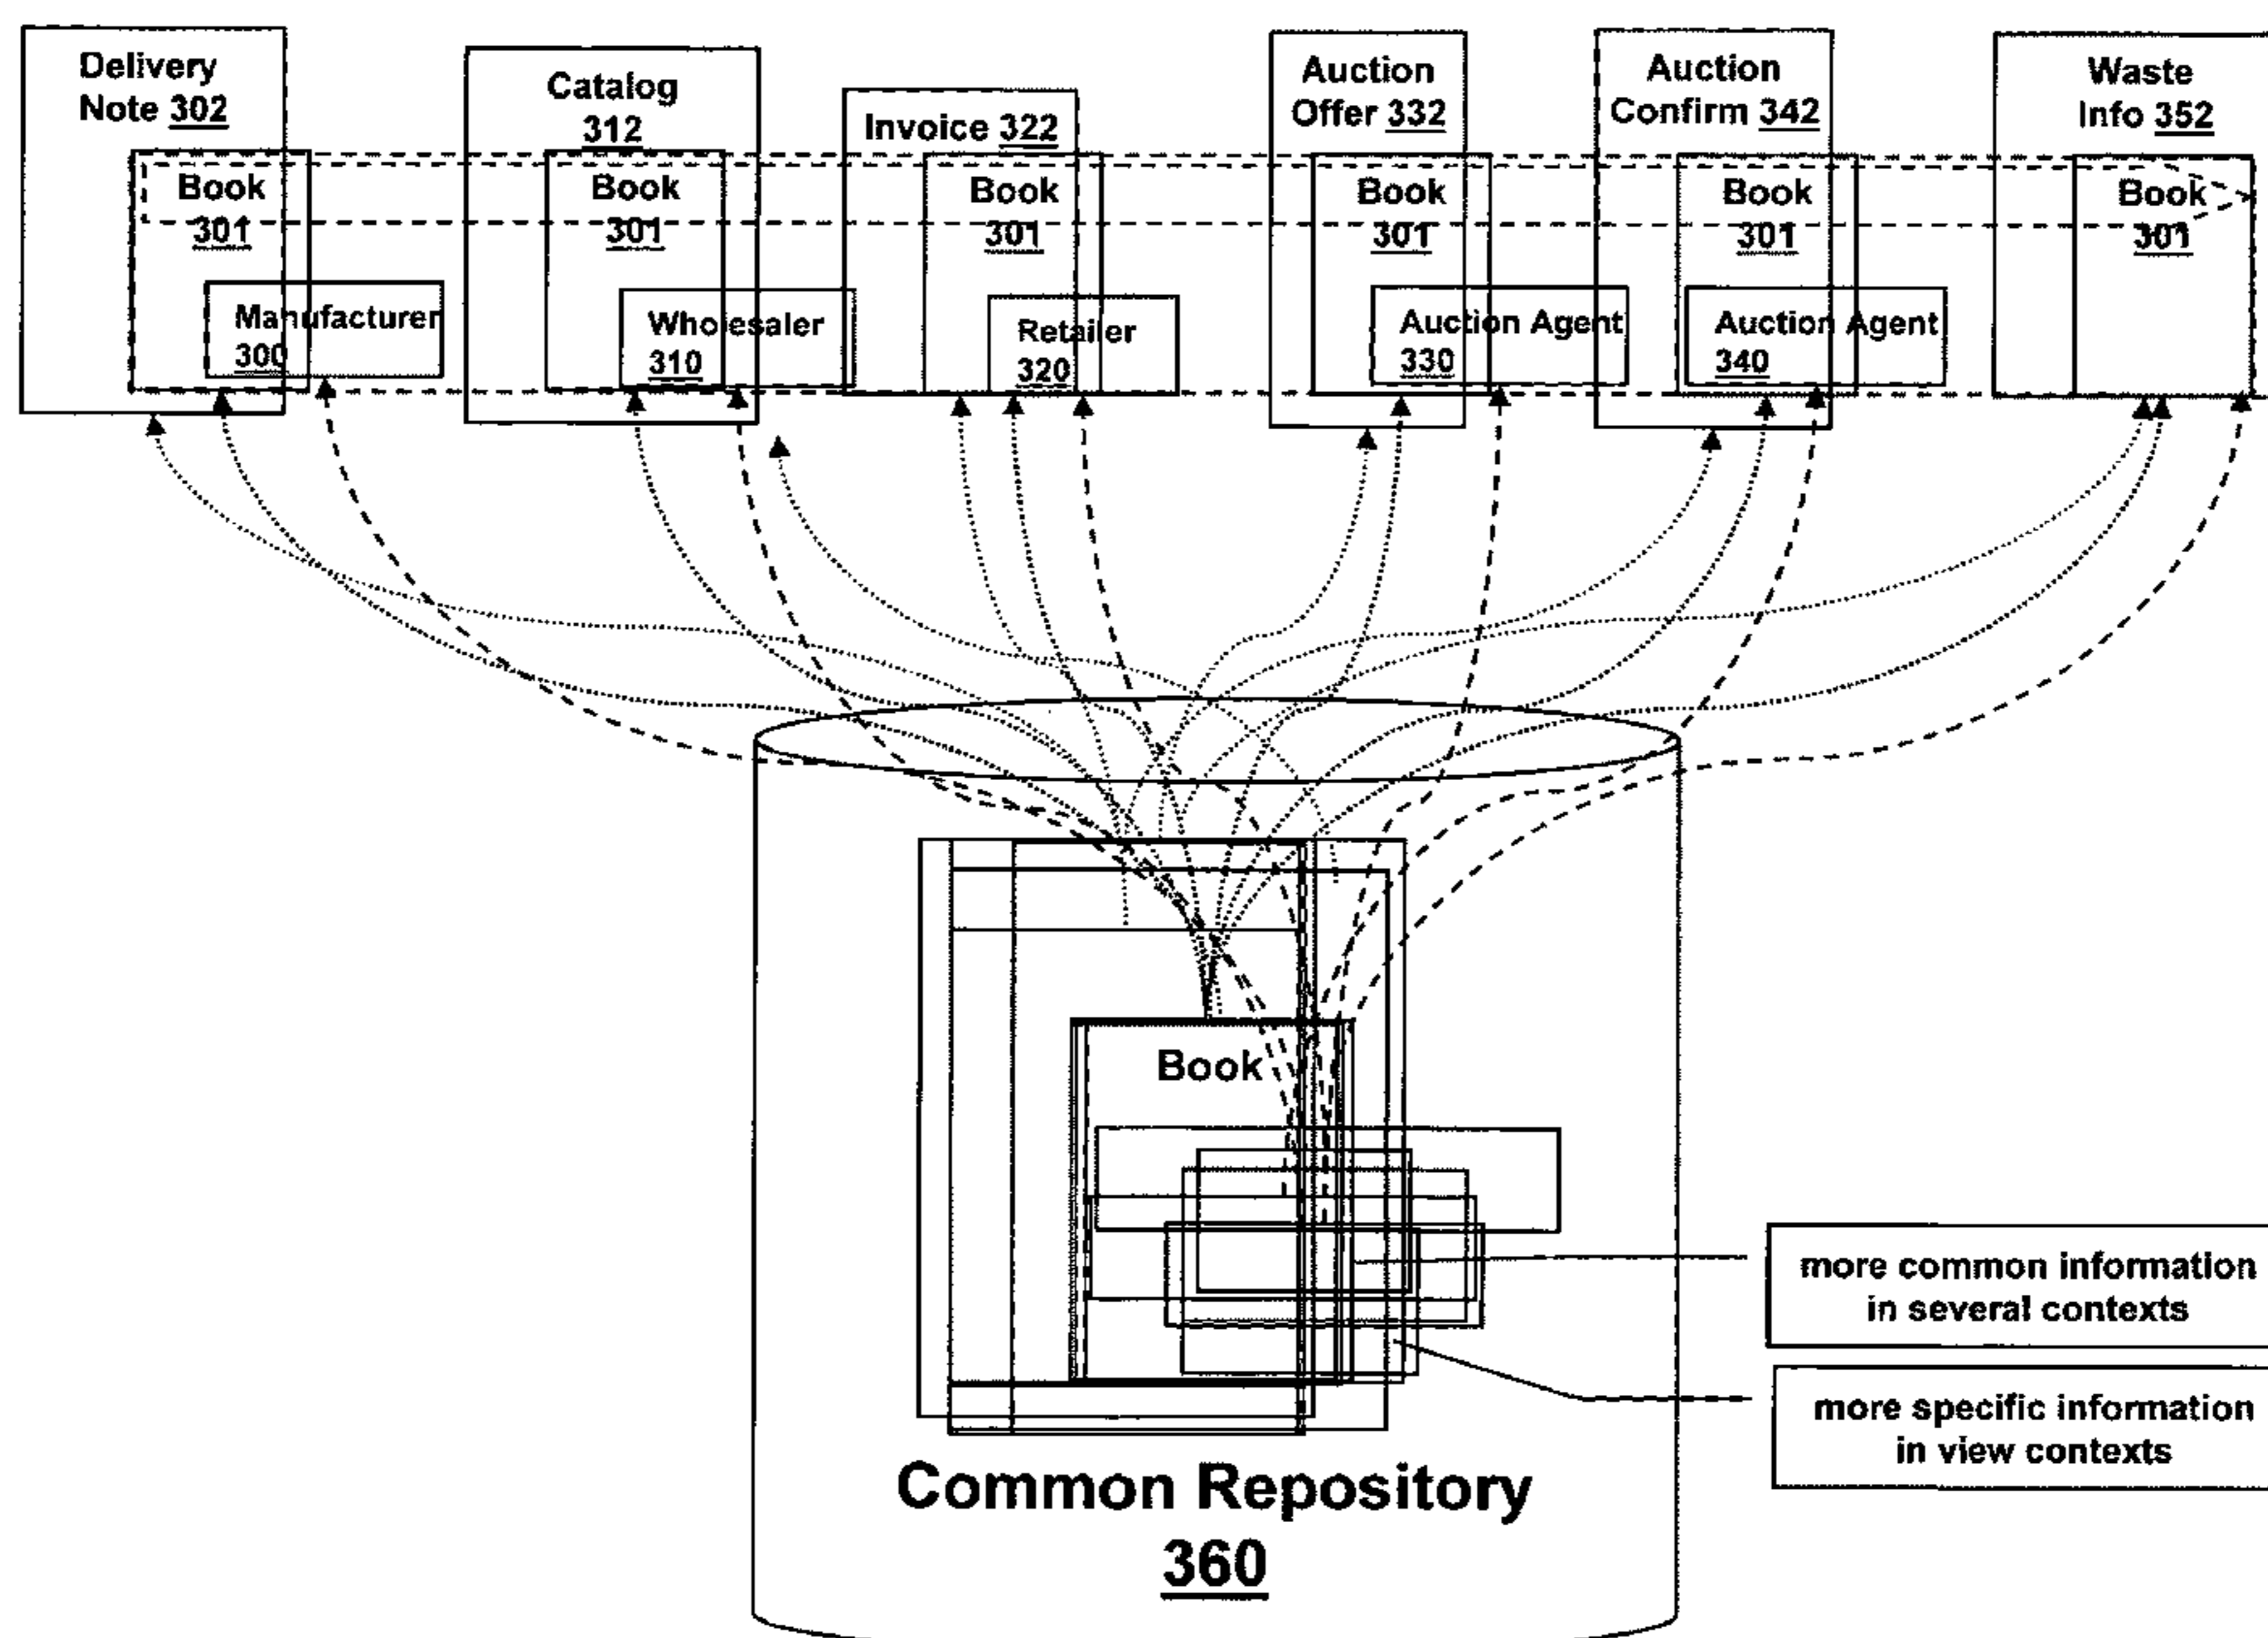 Delivery
Note 302
Catalog
312
Invoice 322
Auction
Offer 332
Auction
Confirm 342
Waste
Info 352
Book
301
Book
301
Book
301
Book
301
Book
301
Book
301
Manufacturer
300
Wholesaler
310
Retailer
320
Auction Agent
330
Auction Agent
340
Book
more common information
in several contexts
more specific information
in view contexts
Common Repository
360